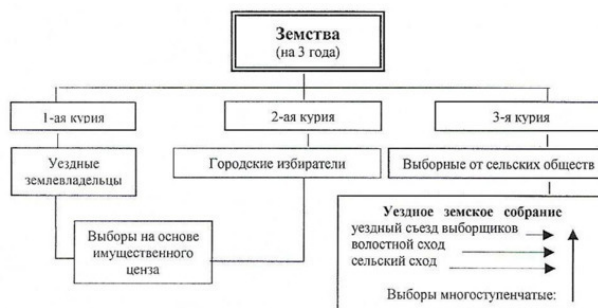 Земства
(на 3 года)
1-ая курия
2-ая курия
3-я курия
Уездные
землевладельцы
Городские избиратели
Выборные от сельских обществ
Выборы на основе
имущественного
ценза
Уездное земское собрание
уездный съезд выборщиков
волостной сход
сельский сход
Выборы многоступенчатые: